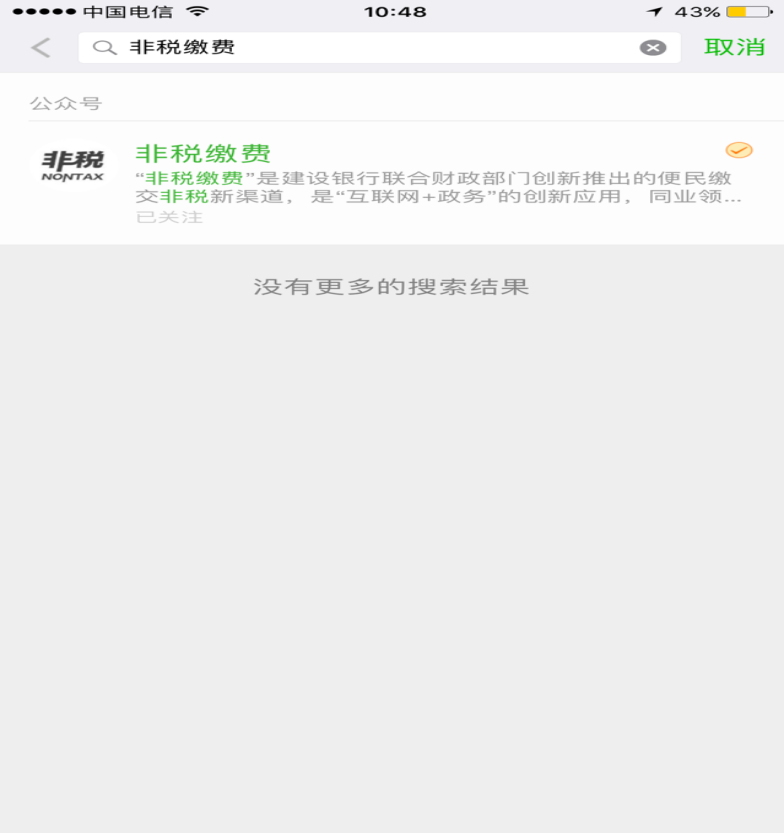 中国电信 10:48 43%
非税缴费 取消
公众号
非税 NONTAX
非税缴费
“非税缴费”是建设银行联合财政部门创新推出的便民缴
交非税新渠道，是“互联网+政务”的创新应用，同业领...
已关注
没有更多的搜索结果